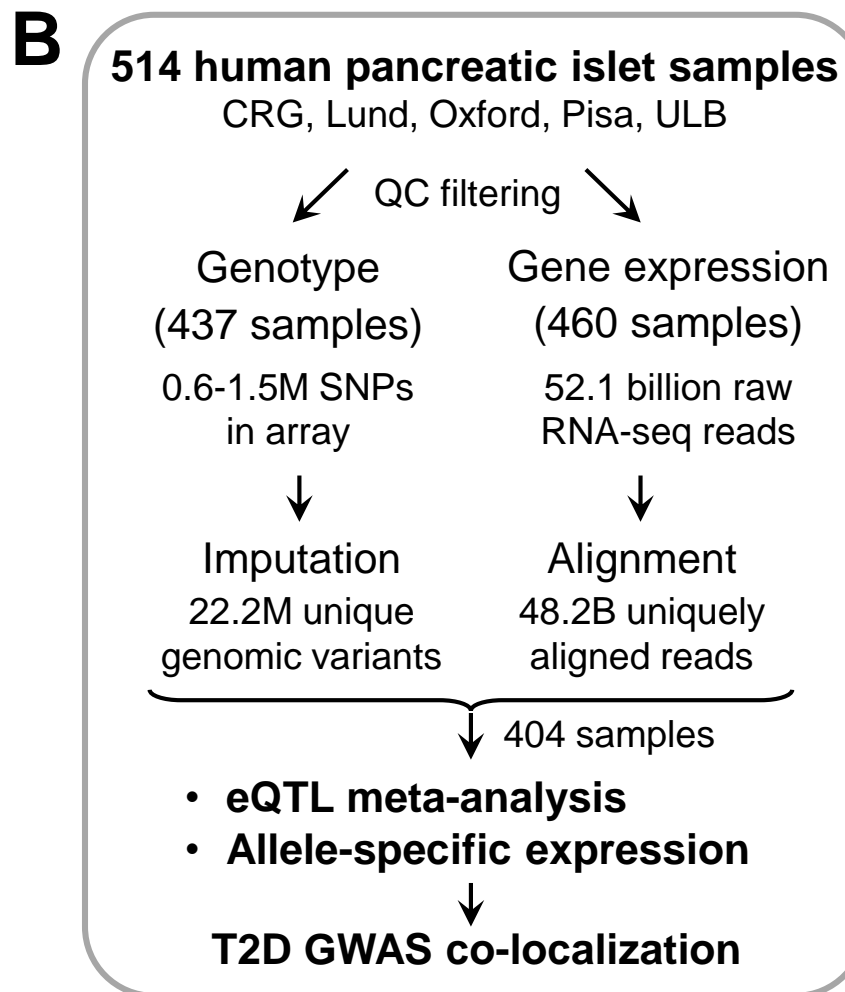 B
514 human pancreatic islet samples
CRG, Lund, Oxford, Pisa, ULB
QC filtering
Genotype
(437 samples)
0.6-1.5M SNPs
in array
Gene expression
(460 samples)
52.1 billion raw
RNA-seq reads
Imputation
22.2M unique
genomic variants
Alignment
48.2B uniquely
aligned reads
404 samples
• eQTL meta-analysis
• Allele-specific expression
T2D GWAS co-localization